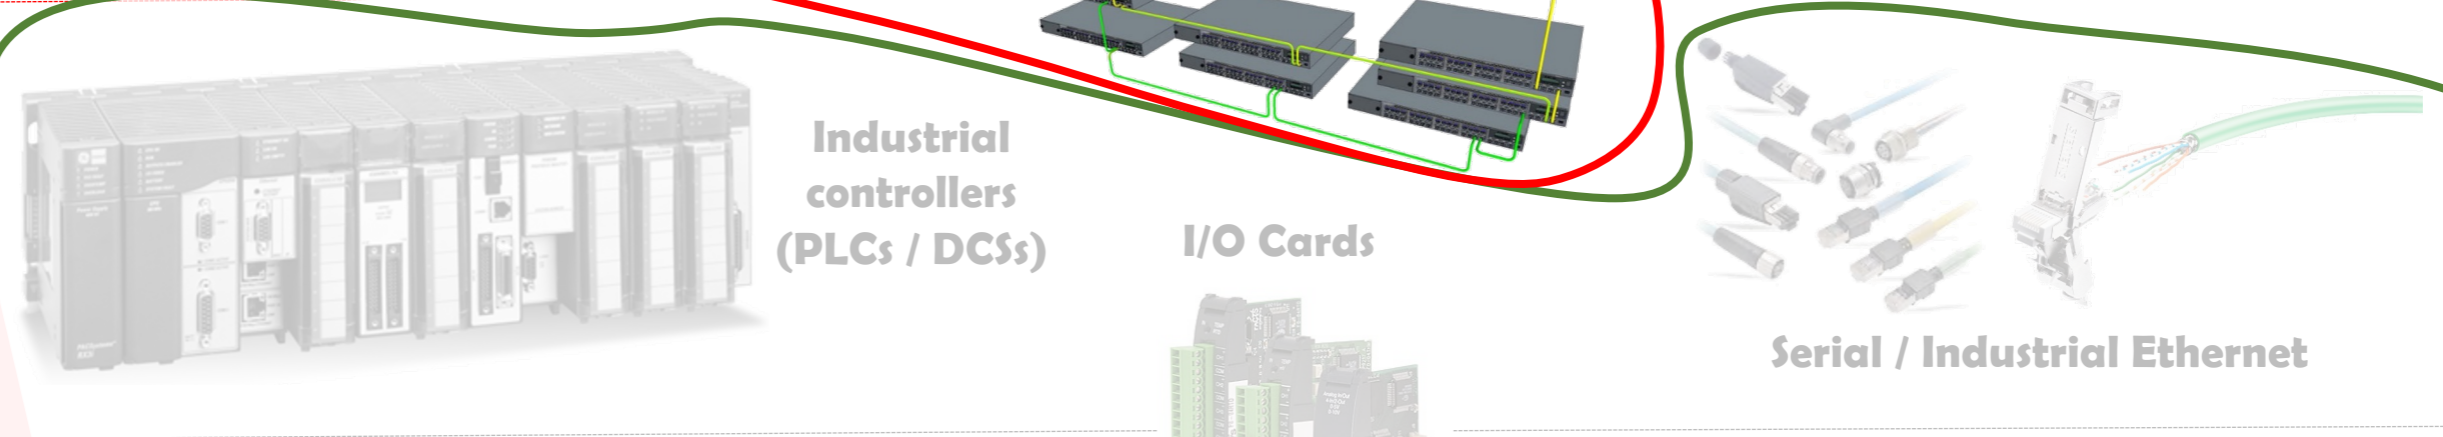 Industrial
controllers
(PLCs / DCSs)
I/O Cards
Serial / Industrial Ethernet